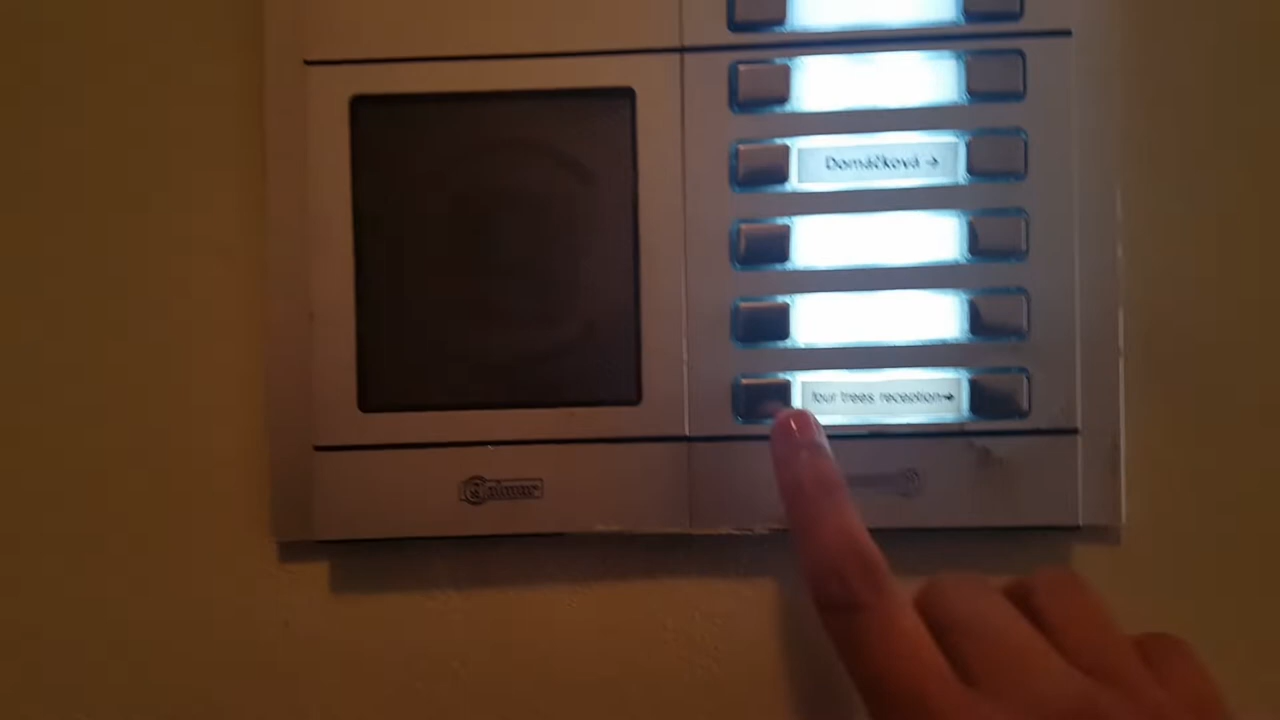 Domáčková →
four trees reception→